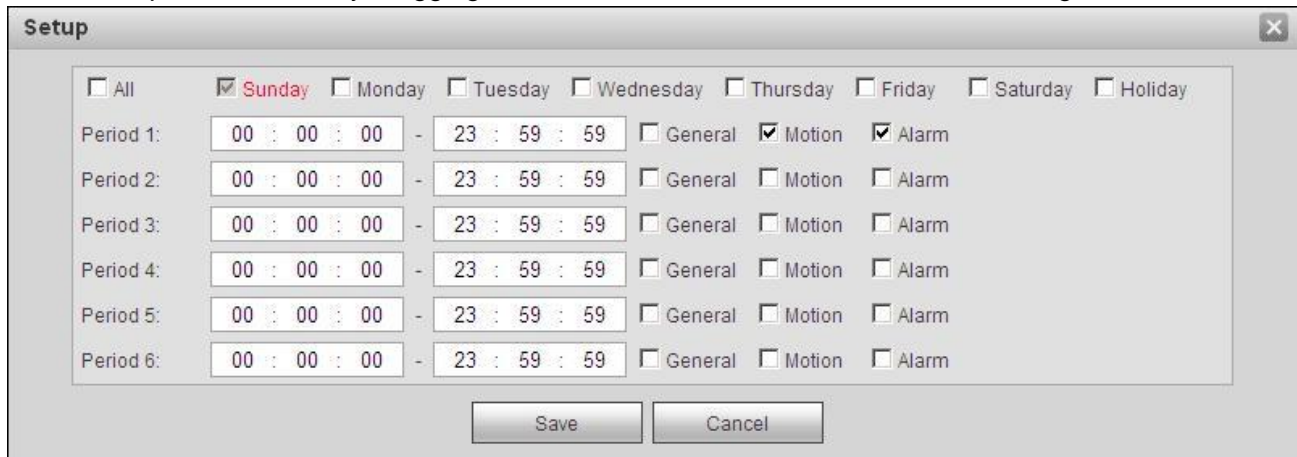 Setup
All Sunday Monday Tuesday Wednesday Thursday Friday Saturday Holiday
Period 1: 00 : 00 : 00 - 23 : 59 : 59 General Motion Alarm
Period 2: 00 : 00 : 00 - 23 : 59 : 59 General Motion Alarm
Period 3: 00 : 00 : 00 - 23 : 59 : 59 General Motion Alarm
Period 4: 00 : 00 : 00 - 23 : 59 : 59 General Motion Alarm
Period 5: 00 : 00 : 00 - 23 : 59 : 59 General Motion Alarm
Period 6: 00 : 00 : 00 - 23 : 59 : 59 General Motion Alarm
Save Cancel